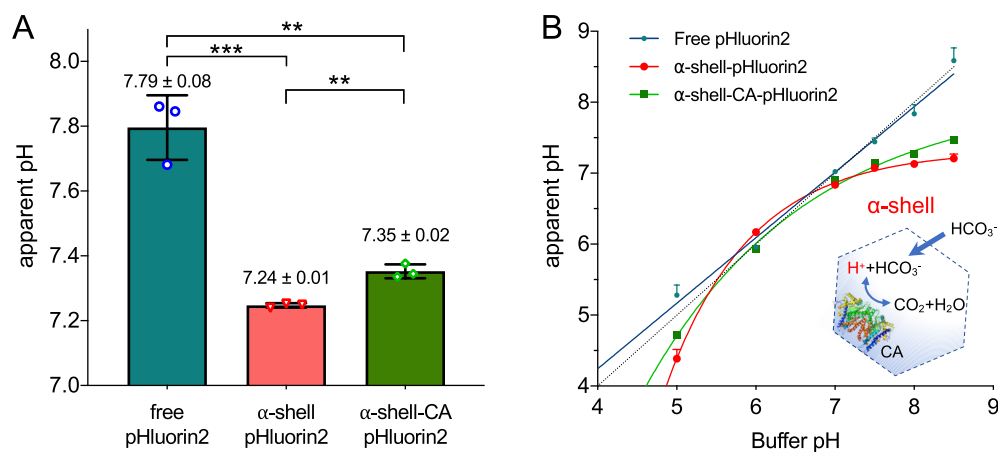 A
**
***
**
8.0
7.8
7.6
7.4
7.2
7.0
apparent pH
7.79 ± 0.08
7.24 ± 0.01
7.35 ± 0.02
free
pHluorin2
α-shell
pHluorin2
α-shell-CA
pHluorin2
B
9
8
7
6
5
4
apparent pH
Free pHluorin2
α-shell-pHluorin2
α-shell-CA-pHluorin2
α-shell
HCO₃⁻
H⁺+HCO₃⁻
CO₂+H₂O
CA
4 5 6 7 8 9
Buffer pH